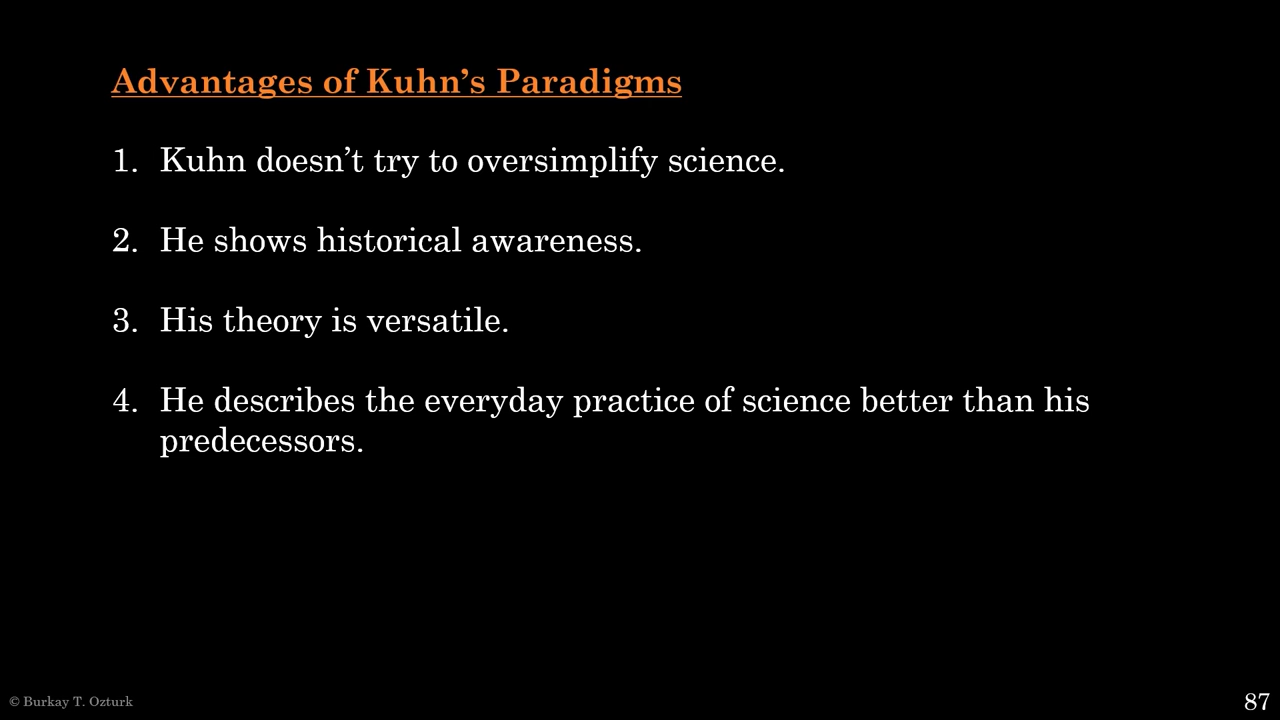 Advantages of Kuhn’s Paradigms
1. Kuhn doesn’t try to oversimplify science.
2. He shows historical awareness.
3. His theory is versatile.
4. He describes the everyday practice of science better than his
predecessors.
© Burkay T. Ozturk
87